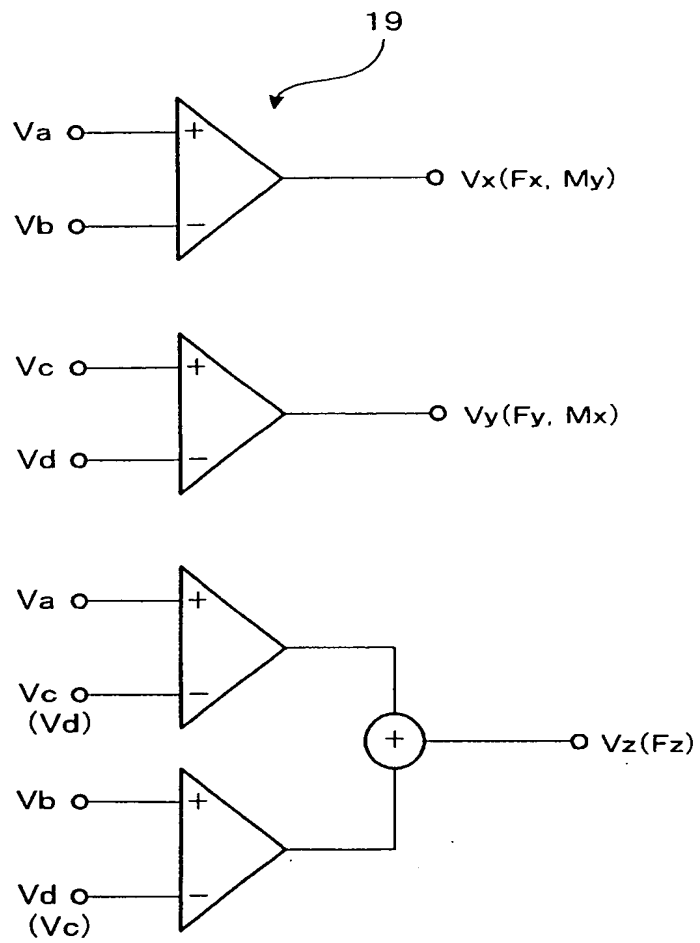 19
Va
+
Vb
−
Vx(Fx, My)
Vc
+
Vd
−
Vy(Fy, Mx)
Va
+
Vc
(Vd)
−
+
Vz(Fz)
Vb
+
Vd
(Vc)
−